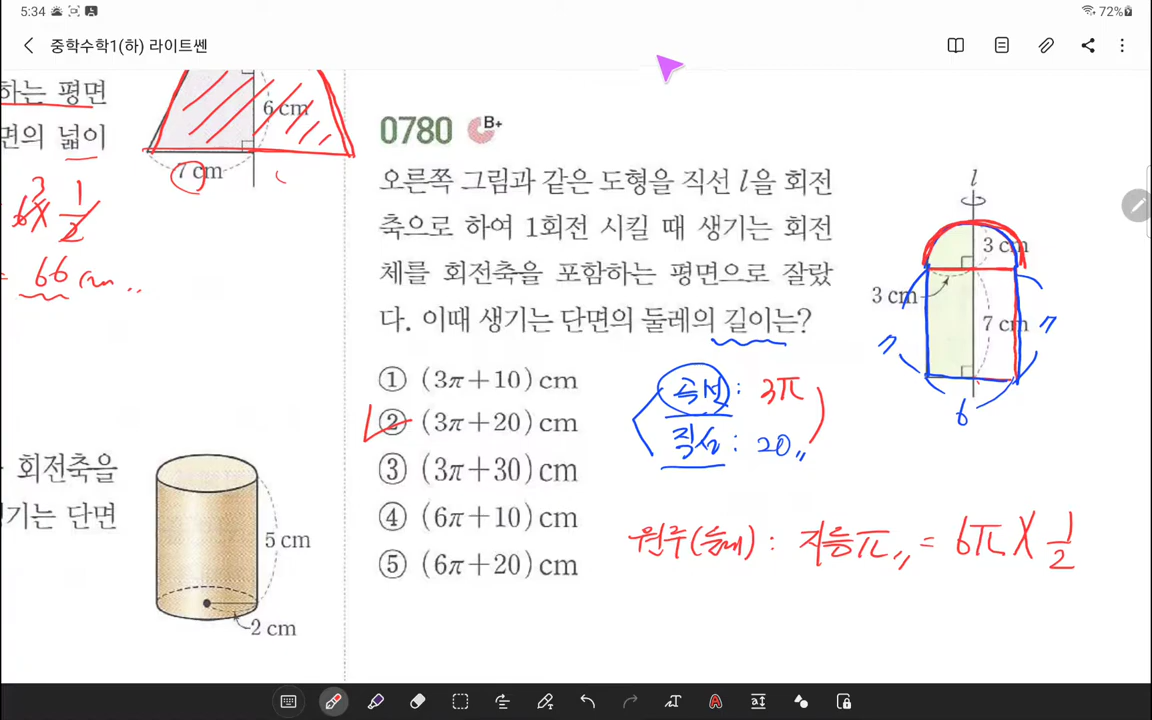 5:34
72%
중학수학1(하) 라이트쎈
하는 평면
면의 넓이
6 cm
7 cm
6 3 × 1/2
= 66 cm
0780 B+
오른쪽 그림과 같은 도형을 직선 l을 회전
축으로 하여 1회전 시킬 때 생기는 회전
체를 회전축을 포함하는 평면으로 잘랐
다. 이때 생기는 단면의 둘레의 길이는?
① (3π+10) cm
② (3π+20) cm
③ (3π+30) cm
④ (6π+10) cm
⑤ (6π+20) cm
l
3 cm
3 cm
7 cm
7
7
6
곡선 : 3π
직선 : 20
원주(둘레) : 지름π = 6π × 1/2
회전축을
기는 단면
5 cm
2 cm